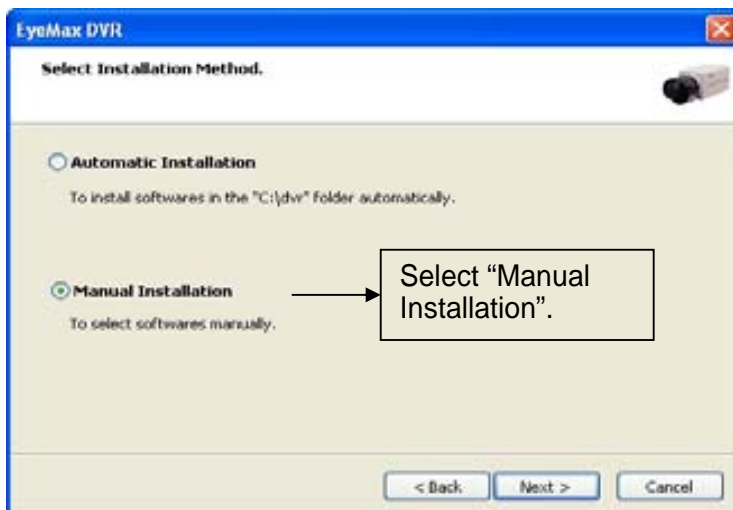 EyeMax DVR
Select Installation Method.
Automatic Installation
To install softwares in the "C:\dvr" folder automatically.
Manual Installation
To select softwares manually.
Select “Manual
Installation”.
< Back
Next >
Cancel